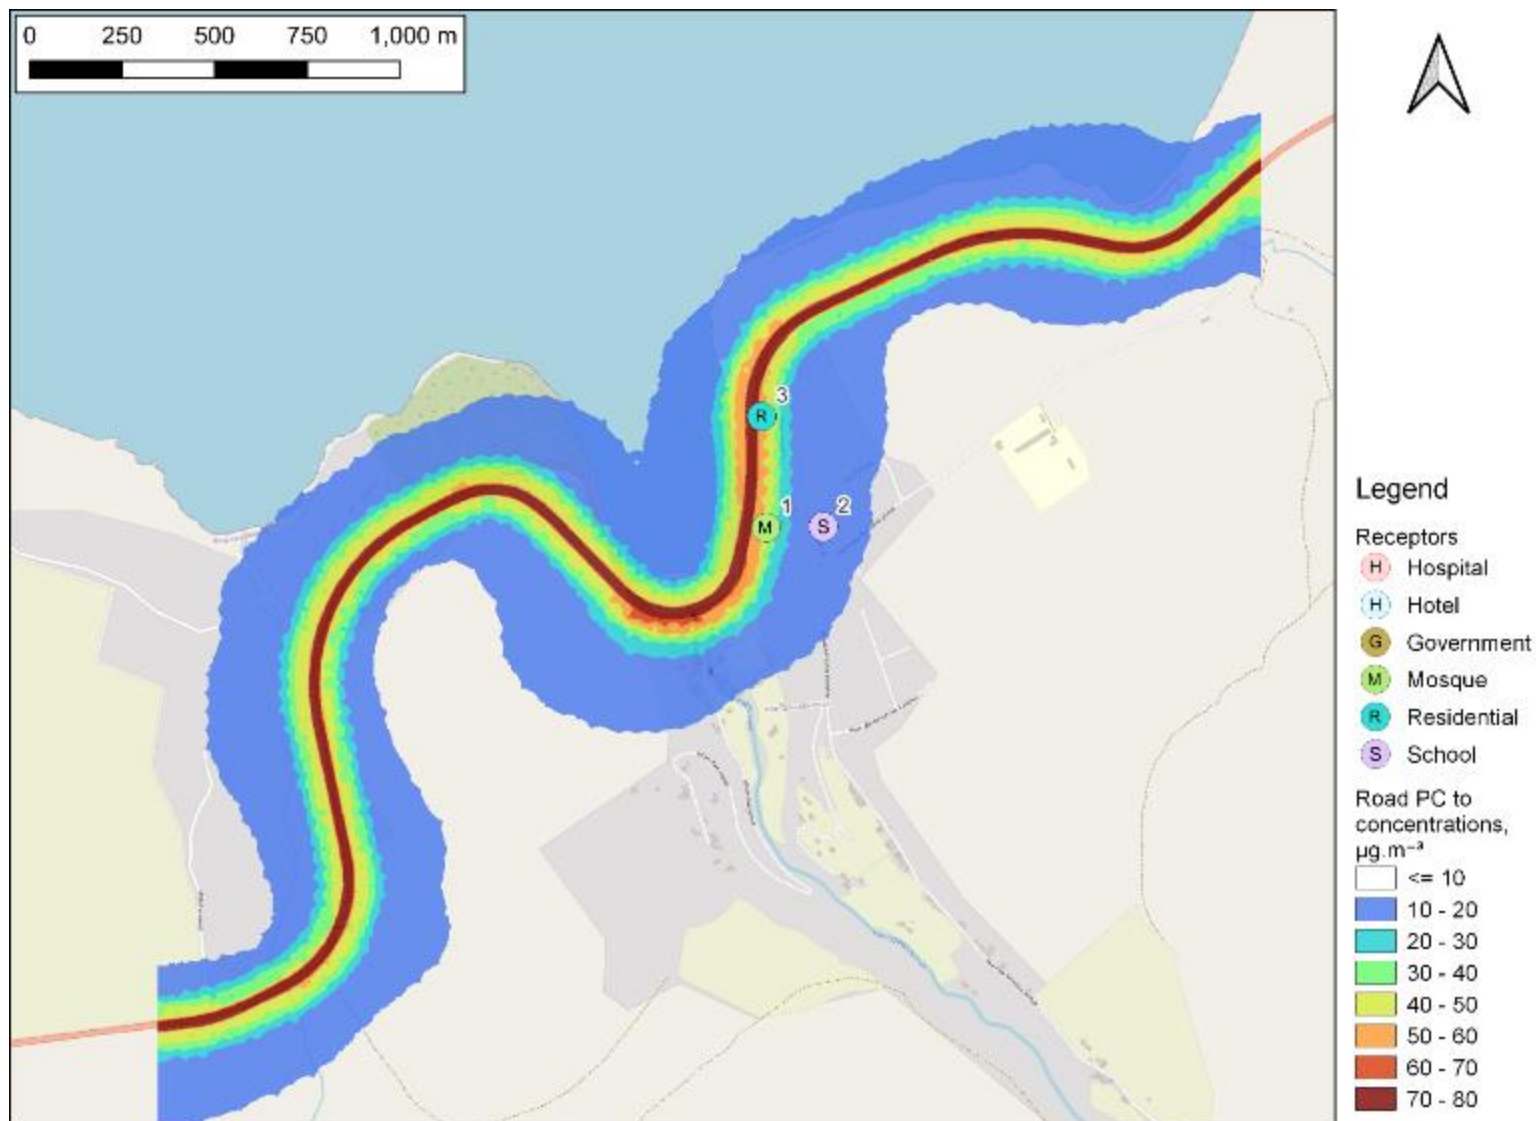 0 250 500 750 1,000 m
3
R
1
M
2
S
Legend
Receptors
H Hospital
H Hotel
G Government
M Mosque
R Residential
S School
Road PC to
concentrations,
µg.m⁻³
<= 10
10 - 20
20 - 30
30 - 40
40 - 50
50 - 60
60 - 70
70 - 80